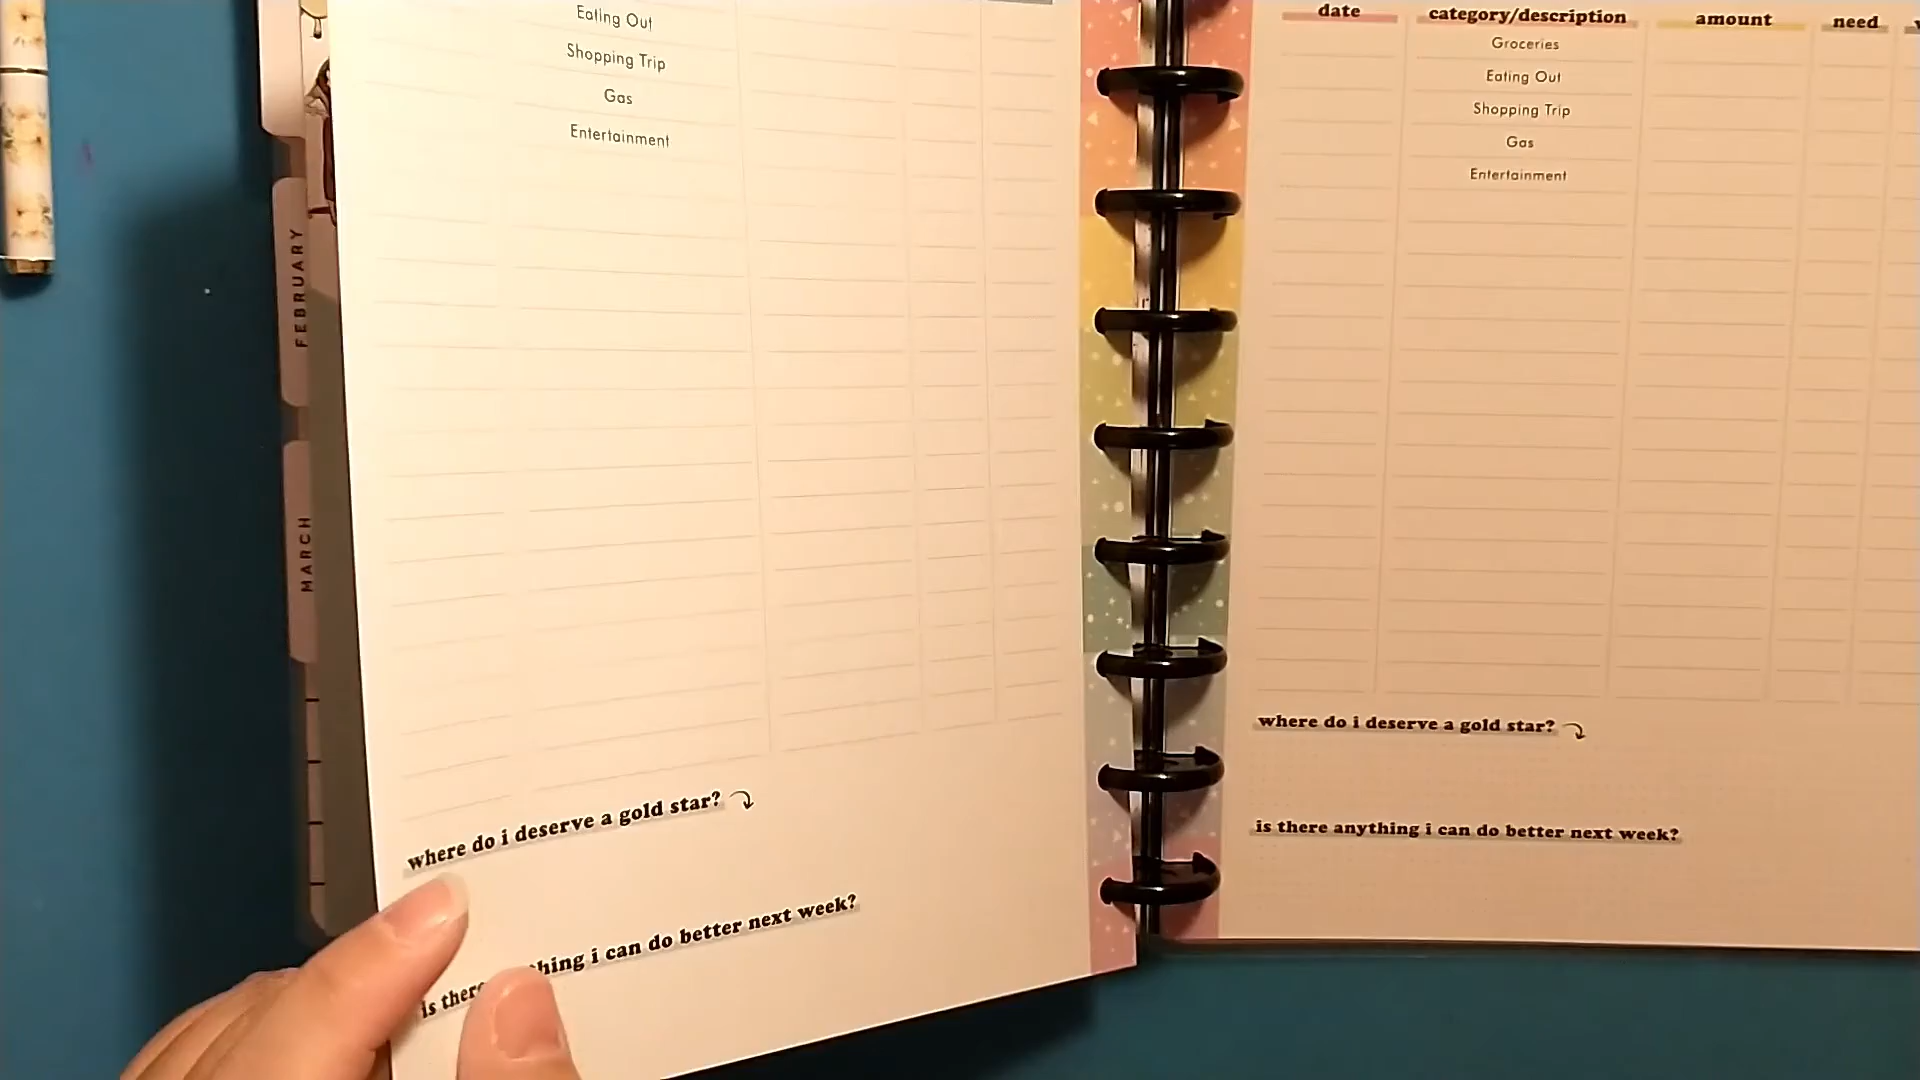 FEBRUARY
MARCH
Eating Out
Shopping Trip
Gas
Entertainment
where do i deserve a gold star?
is there thing i can do better next week?
date category/description amount need
Groceries
Eating Out
Shopping Trip
Gas
Entertainment
where do i deserve a gold star?
is there anything i can do better next week?